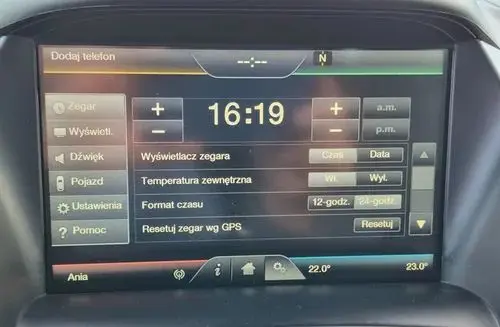 Dodaj telefon
--:--
N
Zegar
+
16:19
+
a.m.
Wyświetl.
−
−
p.m.
Dźwięk
Wyświetlacz zegara
Czas
Data
Pojazd
Temperatura zewnętrzna
Wł.
Wył.
Ustawienia
Format czasu
12-godz.
24-godz.
? Pomoc
Resetuj zegar wg GPS
Resetuj
Ania
i
22.0°
23.0°